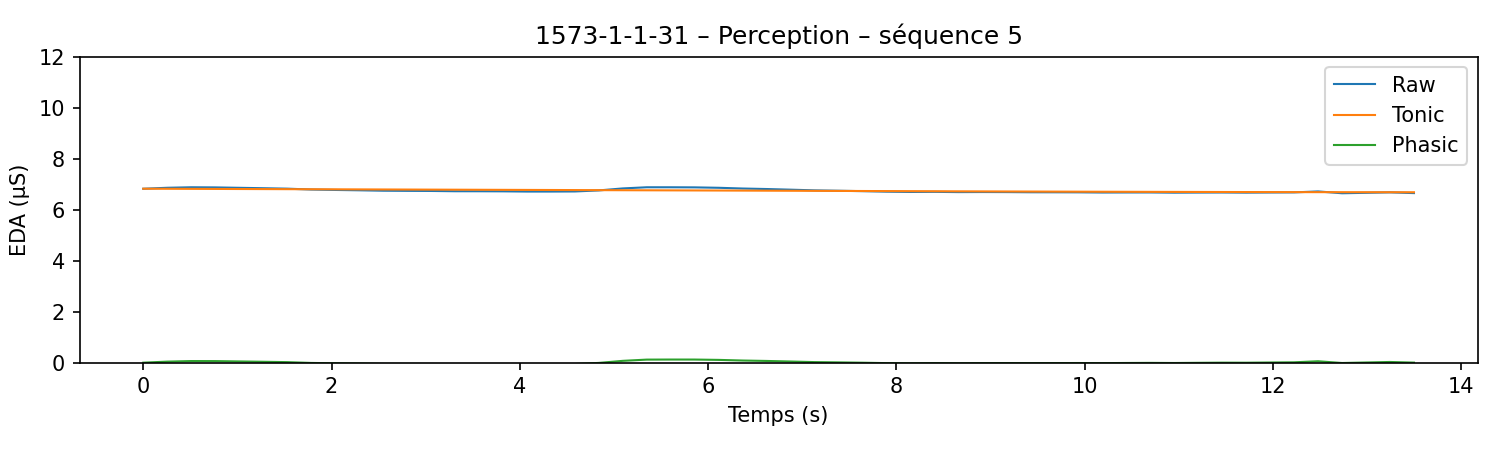 1573-1-1-31 – Perception – séquence 5
EDA (µS)
12
10
8
6
4
2
0
Raw
Tonic
Phasic
0 2 4 6 8 10 12 14
Temps (s)